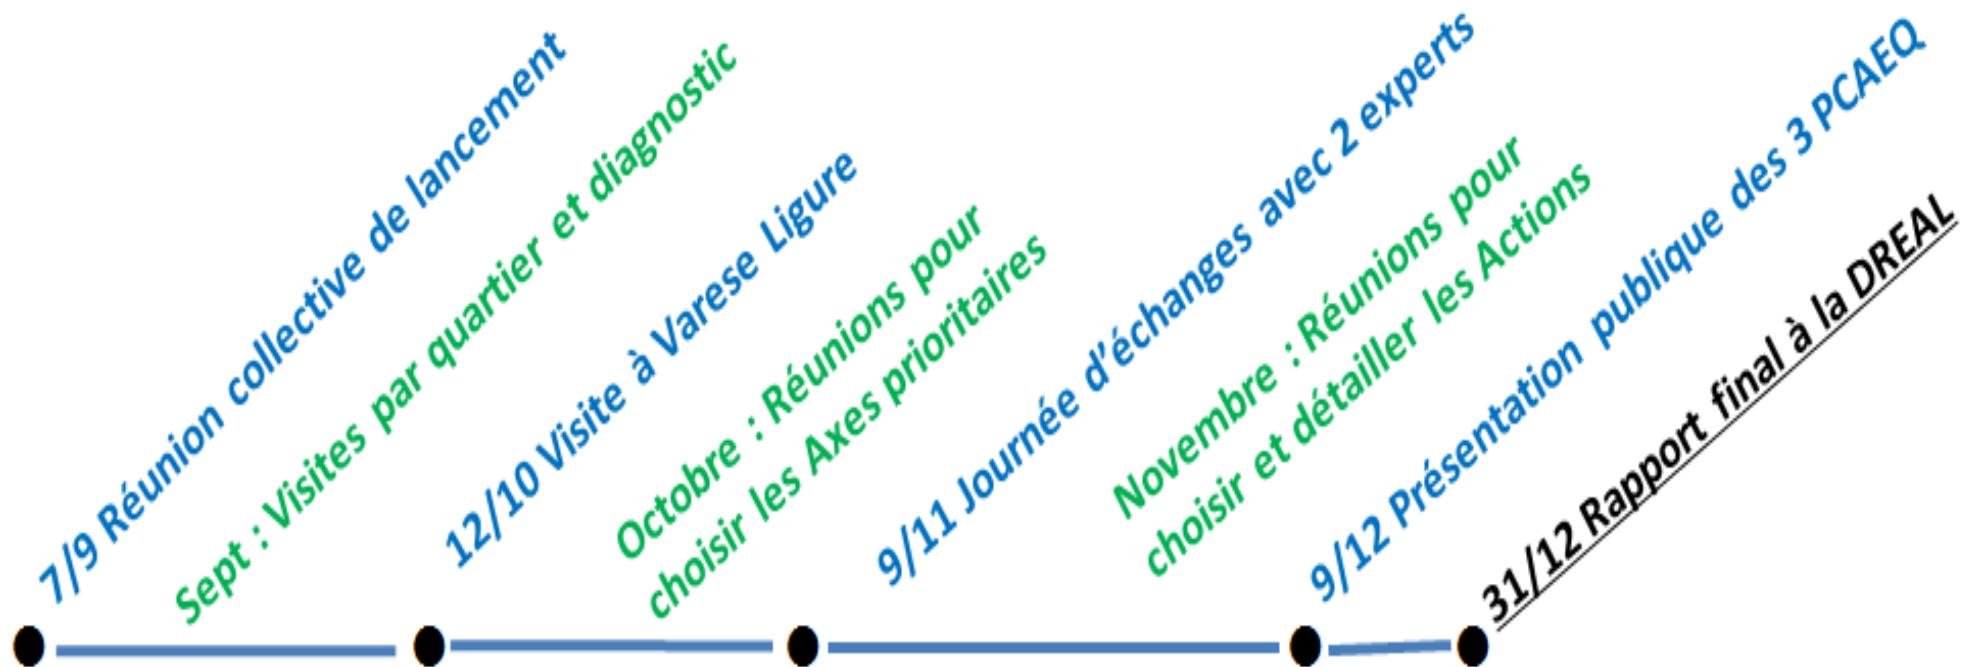 7/9 Réunion collective de lancement
Sept : Visites par quartier et diagnostic
12/10 Visite à Varese Ligure
Octobre : Réunions pour
choisir les Axes prioritaires
9/11 Journée d'échanges avec 2 experts
Novembre : Réunions pour
choisir et détailler les Actions
9/12 Présentation publique des 3 PCAEQ
31/12 Rapport final à la DREAL